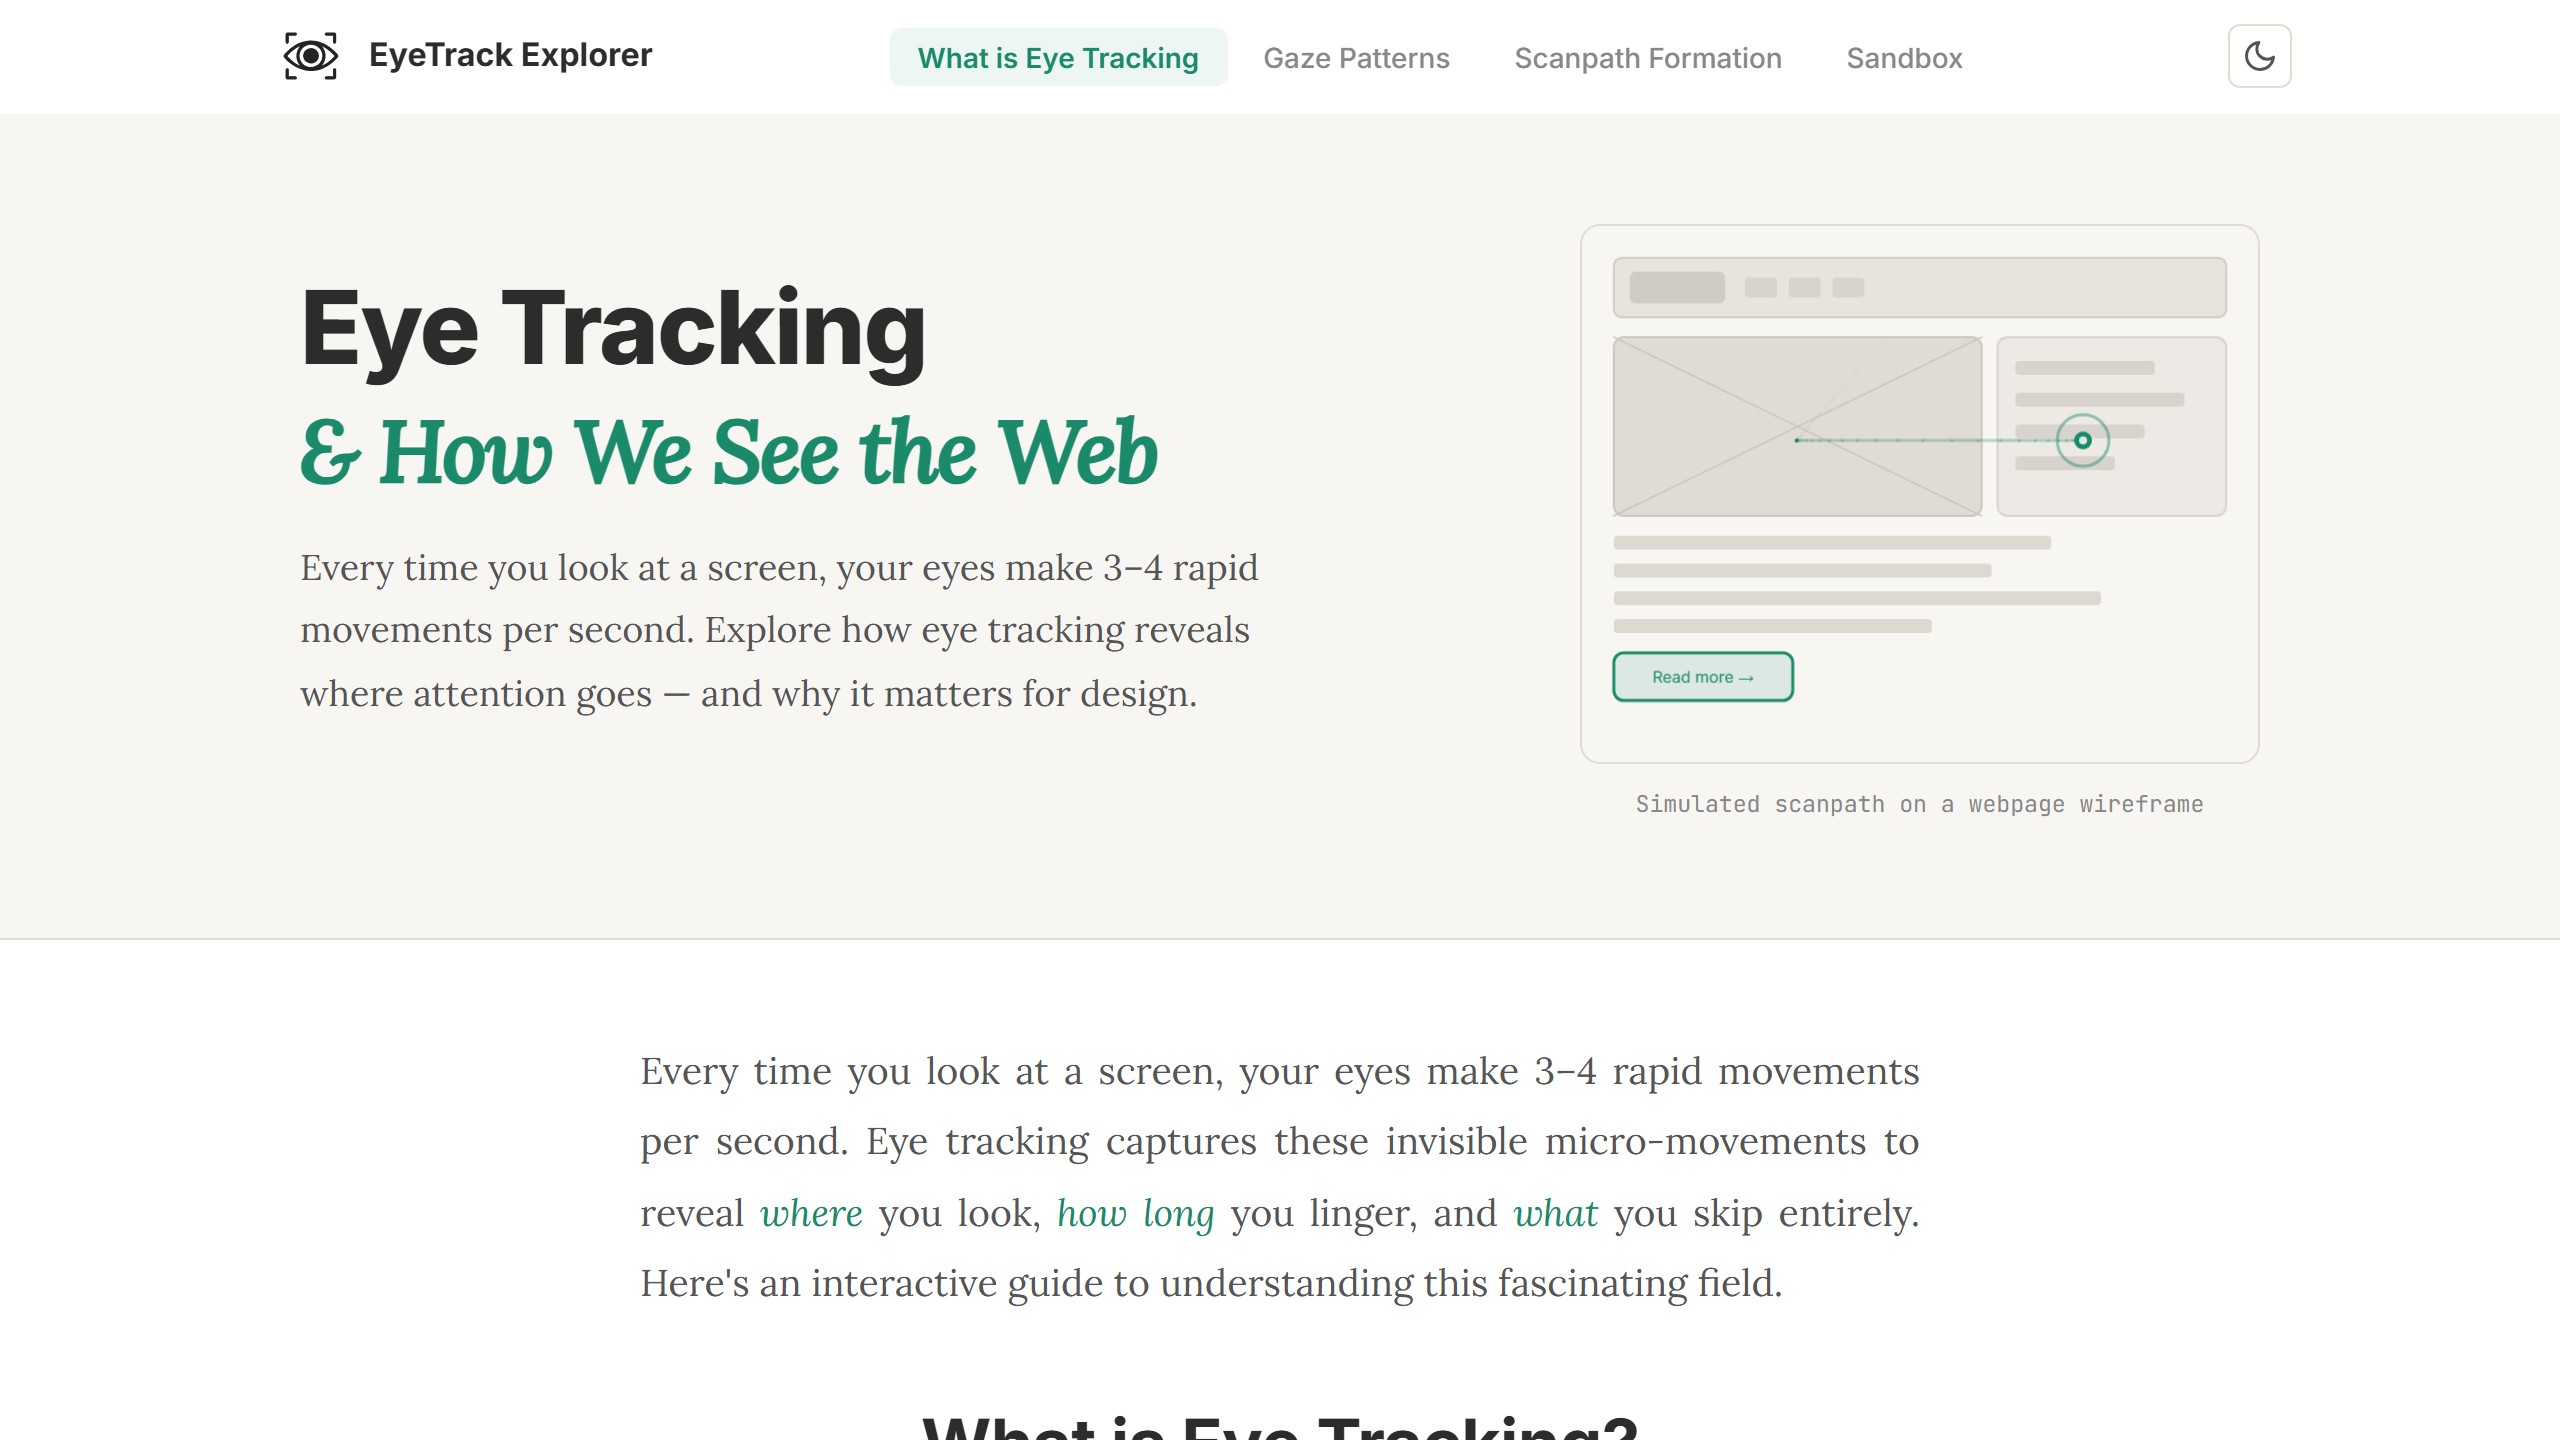 EyeTrack Explorer
What is Eye Tracking
Gaze Patterns
Scanpath Formation
Sandbox
Eye Tracking
& How We See the Web
Every time you look at a screen, your eyes make 3–4 rapid
movements per second. Explore how eye tracking reveals
where attention goes — and why it matters for design.
Read more →
Simulated scanpath on a webpage wireframe
Every time you look at a screen, your eyes make 3–4 rapid movements
per second. Eye tracking captures these invisible micro-movements to
reveal where you look, how long you linger, and what you skip entirely.
Here's an interactive guide to understanding this fascinating field.
What is Eye Tracking?